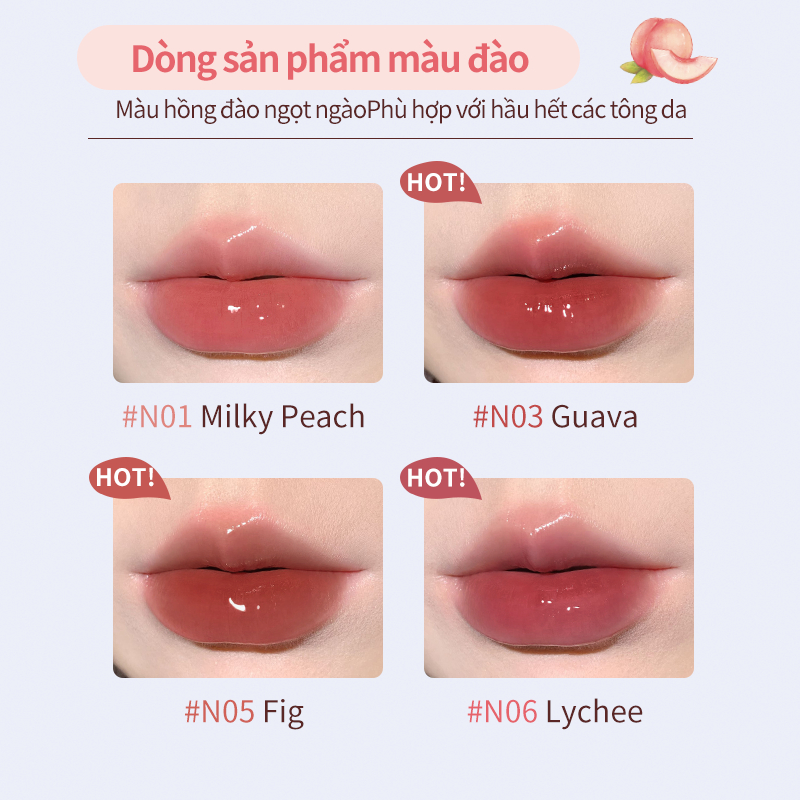 Dòng sản phẩm màu đào
Màu hồng đào ngọt ngàoPhù hợp với hầu hết các tông da
HOT!
#N01 Milky Peach
#N03 Guava
HOT!
HOT!
#N05 Fig
#N06 Lychee